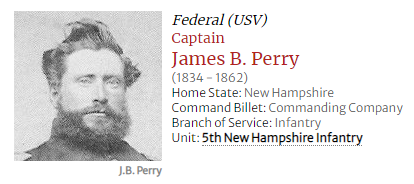 Federal (USV)
Captain
James B. Perry
(1834 - 1862)
Home State: New Hampshire
Command Billet: Commanding Company
Branch of Service: Infantry
Unit: 5th New Hampshire Infantry
J.B. Perry